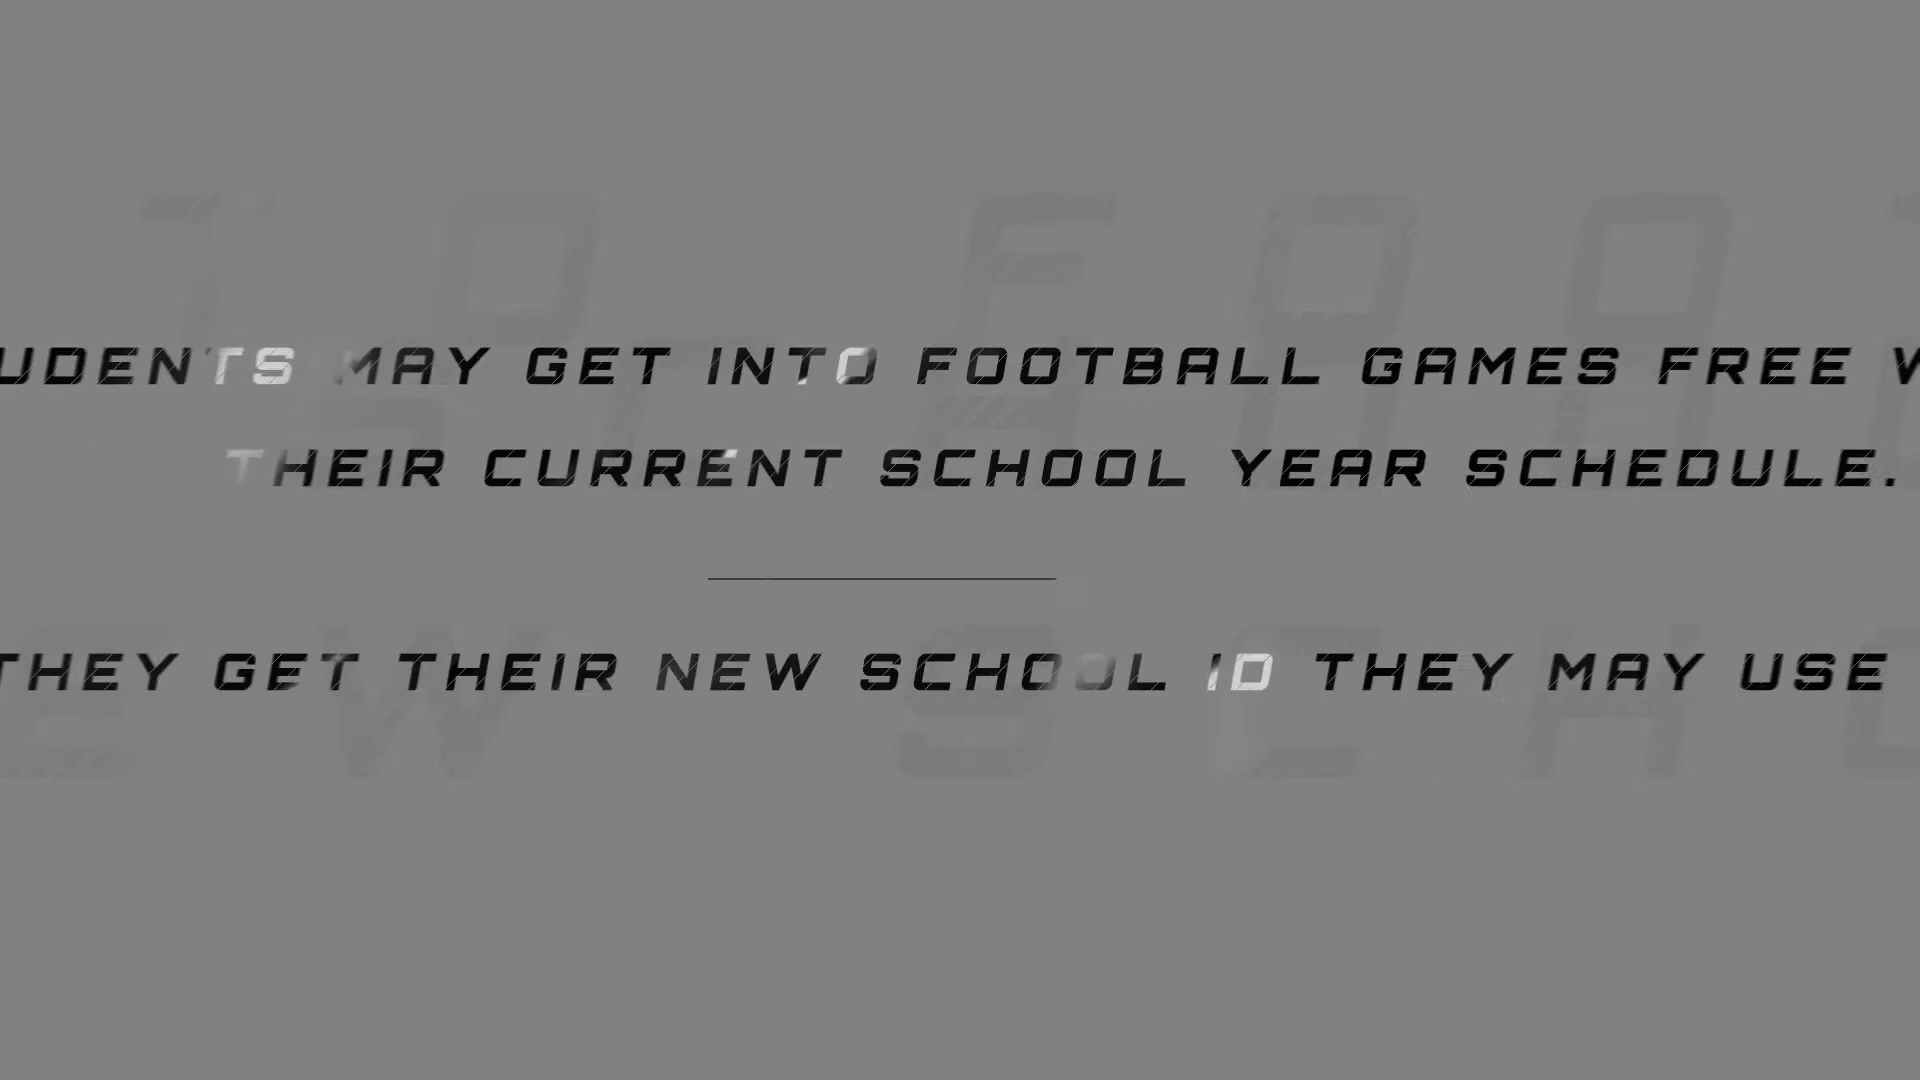 UDENTS MAY GET INTO FOOTBALL GAMES FREE W
THEIR CURRENT SCHOOL YEAR SCHEDULE.
THEY GET THEIR NEW SCHOOL ID THEY MAY USE